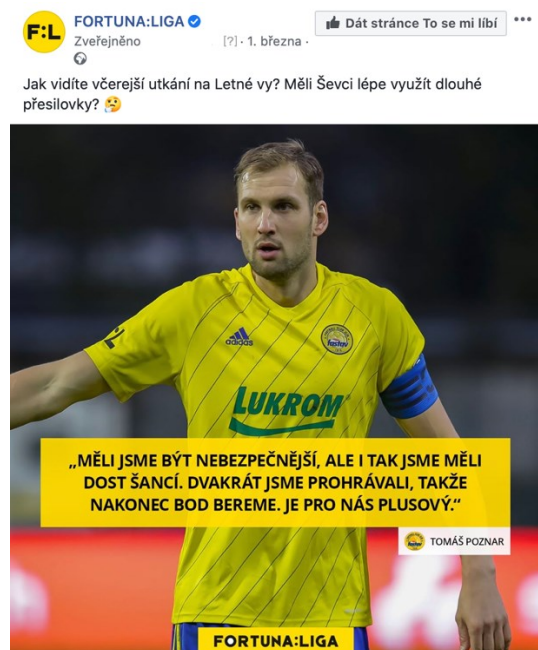 FORTUNA:LIGA
Zveřejněno [?] · 1. března ·
Dát stránce To se mi líbí
Jak vidíte včerejší utkání na Letné vy? Měli Ševci lépe využít dlouhé
přesilovky?
F:L
adidas
fastav
LUKROM
„MĚLI JSME BÝT NEBEZPEČNĚJŠÍ, ALE I TAK JSME MĚLI
DOST ŠANCÍ. DVAKRÁT JSME PROHRÁVALI, TAKŽE
NAKONEC BOD BEREME. JE PRO NÁS PLUSOVÝ.“
TOMÁŠ POZNAR
FORTUNA:LIGA